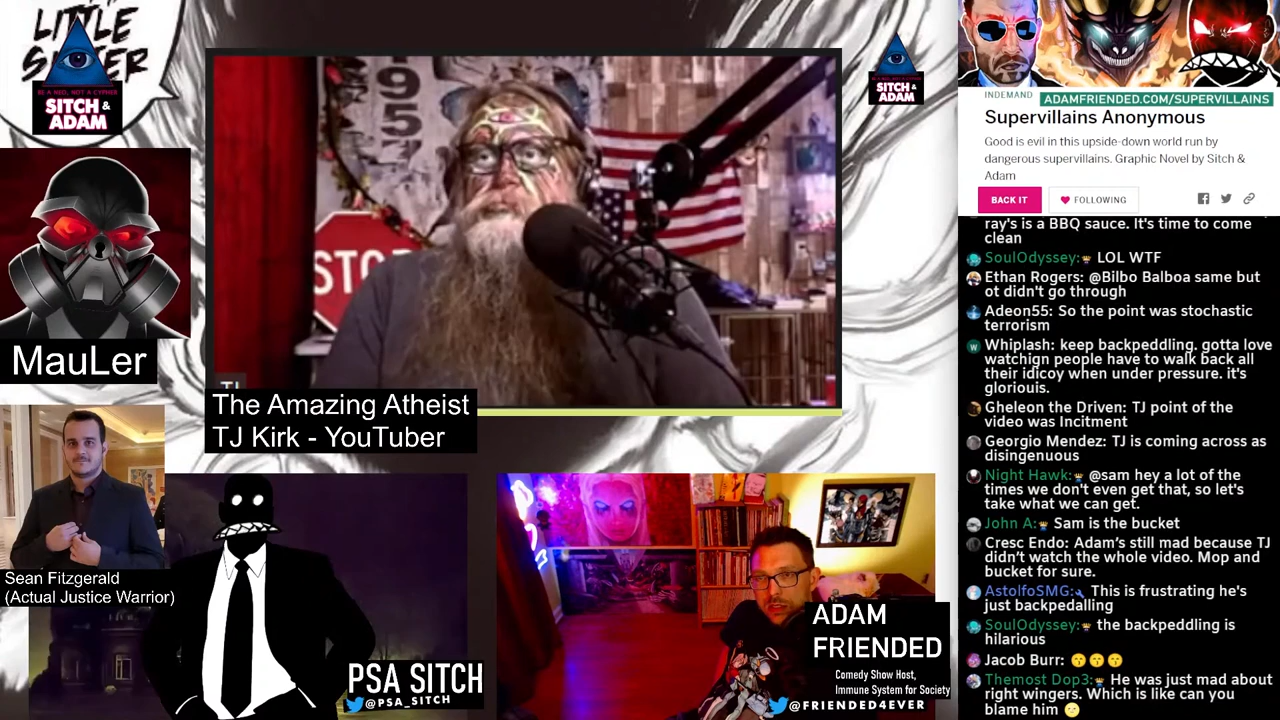 LITTLE
BE A NEO, NOT A CYPHER
SITCH &
ADAM
MauLer
Sean Fitzgerald
(Actual Justice Warrior)
957
STO
TJ
The Amazing Atheist
TJ Kirk - YouTuber
SITCH &
ADAM
PSA SITCH
@PSA_SITCH
ADAM
FRIENDED
Comedy Show Host,
Immune System for Society
@FRIENDED4EVER
INDEMAND
ADAMFRIENDED.COM/SUPERVILLAINS
Supervillains Anonymous
Good is evil in this upside-down world run by
dangerous supervillains. Graphic Novel by Sitch &
Adam
BACK IT
FOLLOWING
ray's is a BBQ sauce. It's time to come
clean
SoulOdyssey: LOL WTF
Ethan Rogers: @Bilbo Balboa same but
ot didn't go through
Adeon55: So the point was stochastic
terrorism
Whiplash: keep backpeddling. gotta love
watchign people have to walk back all
their idicoy when under pressure. it's
gloriouis.
Gheleon the Driven: TJ point of the
video was Incitment
Georgio Mendez: TJ is coming across as
disingenuous
Night Hawk: @sam hey a lot of the
times we don't even get that, so let's
take what we can get.
John A: Sam is the bucket
Cresc Endo: Adam's still mad because TJ
didn't watch the whole video. Mop and
bucket for sure.
AstolfoSMG: This is frustrating he's
just backpedalling
SoulOdyssey: the backpeddling is
hilarious
Jacob Burr: 😙😙😙
Themost Dop3: He was just mad about
right wingers. Which is like can you
blame him 🌝